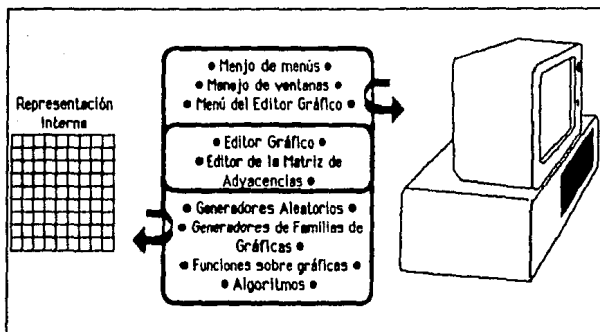 Representación
Interna
● Menjo de menús ●
● Manejo de ventanas ●
● Menú del Editor Gráfico ●
● Editor Gráfico ●
● Editor de la Matriz de
Adyacencias ●
● Generadores Aleatorios ●
● Generadores de Familias de
Gráficas ●
● Funciones sobre gráficas ●
● Algoritmos ●